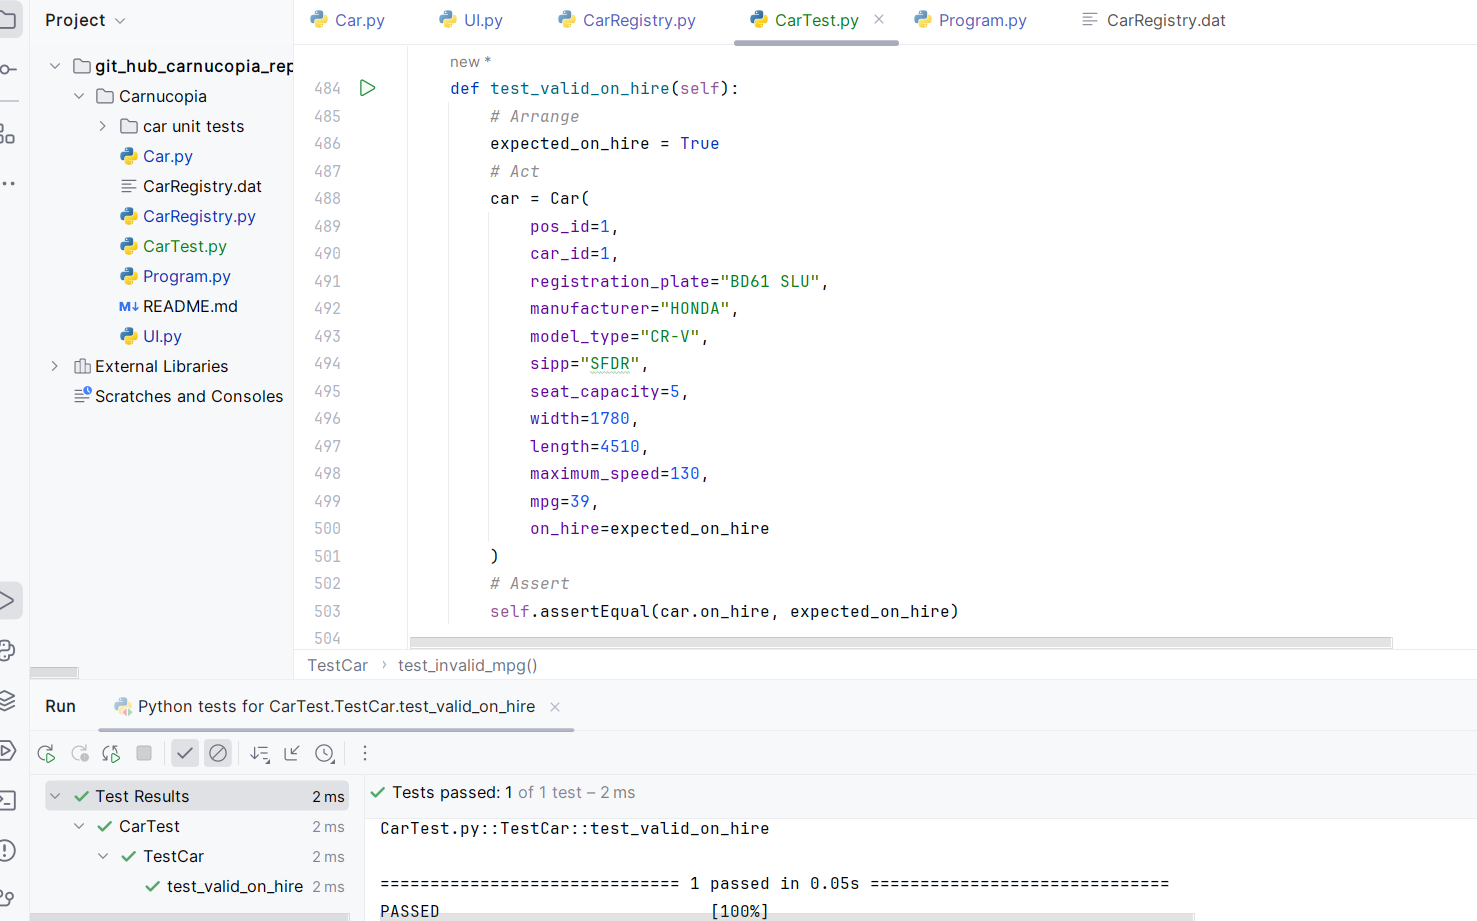 Project
Car.py
UI.py
CarRegistry.py
CarTest.py
Program.py
CarRegistry.dat
git_hub_carnucopia_rep
Carnucopia
car unit tests
Car.py
CarRegistry.dat
CarRegistry.py
CarTest.py
Program.py
M↓ README.md
UI.py
External Libraries
Scratches and Consoles
new *
484 def test_valid_on_hire(self):
485 # Arrange
486 expected_on_hire = True
487 # Act
488 car = Car(
489 pos_id=1,
490 car_id=1,
491 registration_plate="BD61 SLU",
492 manufacturer="HONDA",
493 model_type="CR-V",
494 sipp="SFDR",
495 seat_capacity=5,
496 width=1780,
497 length=4510,
498 maximum_speed=130,
499 mpg=39,
500 on_hire=expected_on_hire
501 )
502 # Assert
503 self.assertEqual(car.on_hire, expected_on_hire)
504
TestCar › test_invalid_mpg()
Run
Python tests for CarTest.TestCar.test_valid_on_hire
Test Results 2 ms
CarTest 2 ms
TestCar 2 ms
test_valid_on_hire 2 ms
Tests passed: 1 of 1 test – 2 ms
CarTest.py::TestCar::test_valid_on_hire
============================== 1 passed in 0.05s ==============================
PASSED [100%]